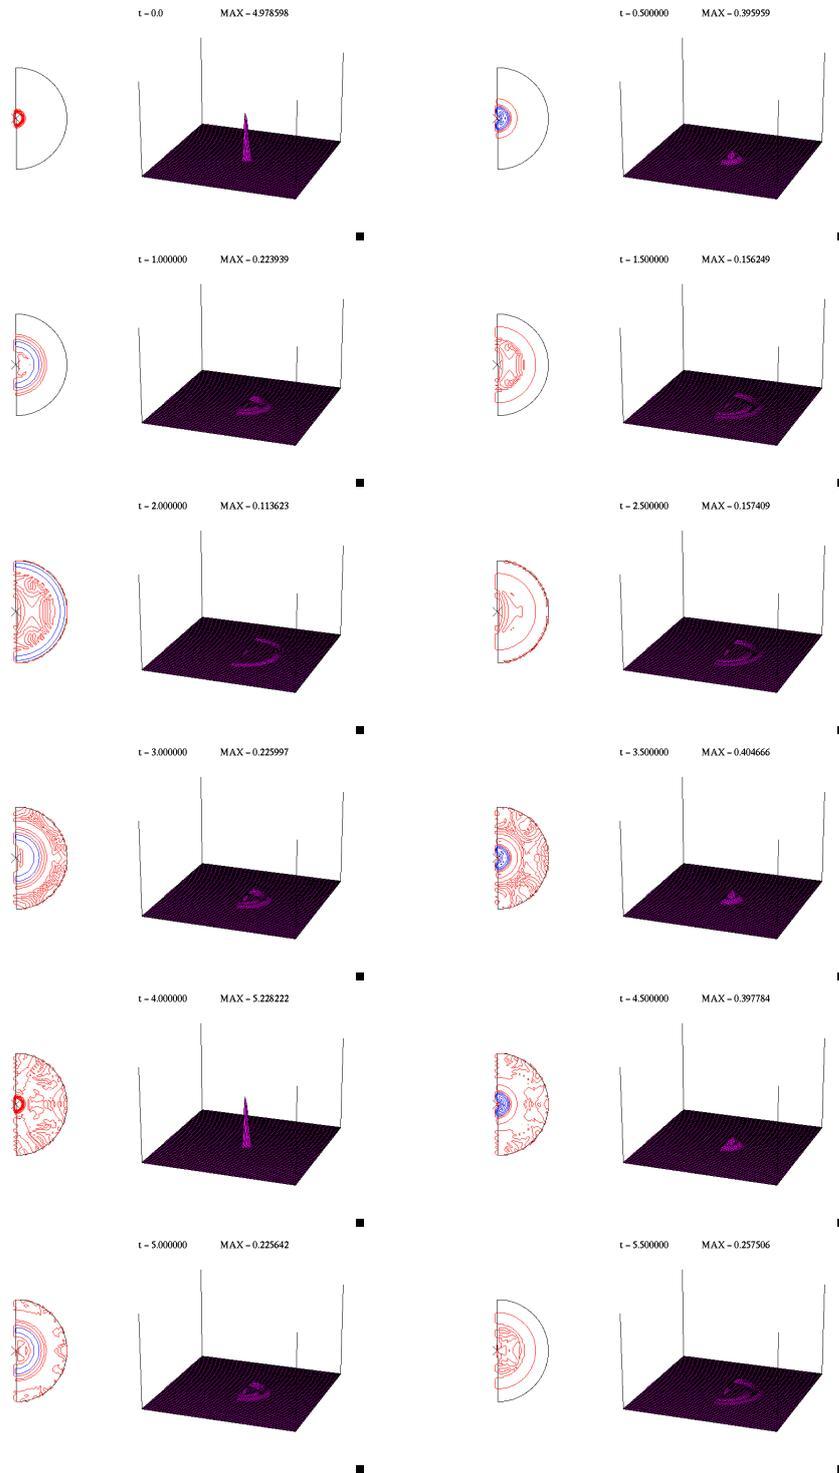 t = 0.0 MAX = 4.978598
t = 0.500000 MAX = 0.395959
t = 1.000000 MAX = 0.223939
t = 1.500000 MAX = 0.156249
t = 2.000000 MAX = 0.113623
t = 2.500000 MAX = 0.157409
t = 3.000000 MAX = 0.225997
t = 3.500000 MAX = 0.404666
t = 4.000000 MAX = 5.228222
t = 4.500000 MAX = 0.397784
t = 5.000000 MAX = 0.225642
t = 5.500000 MAX = 0.257506